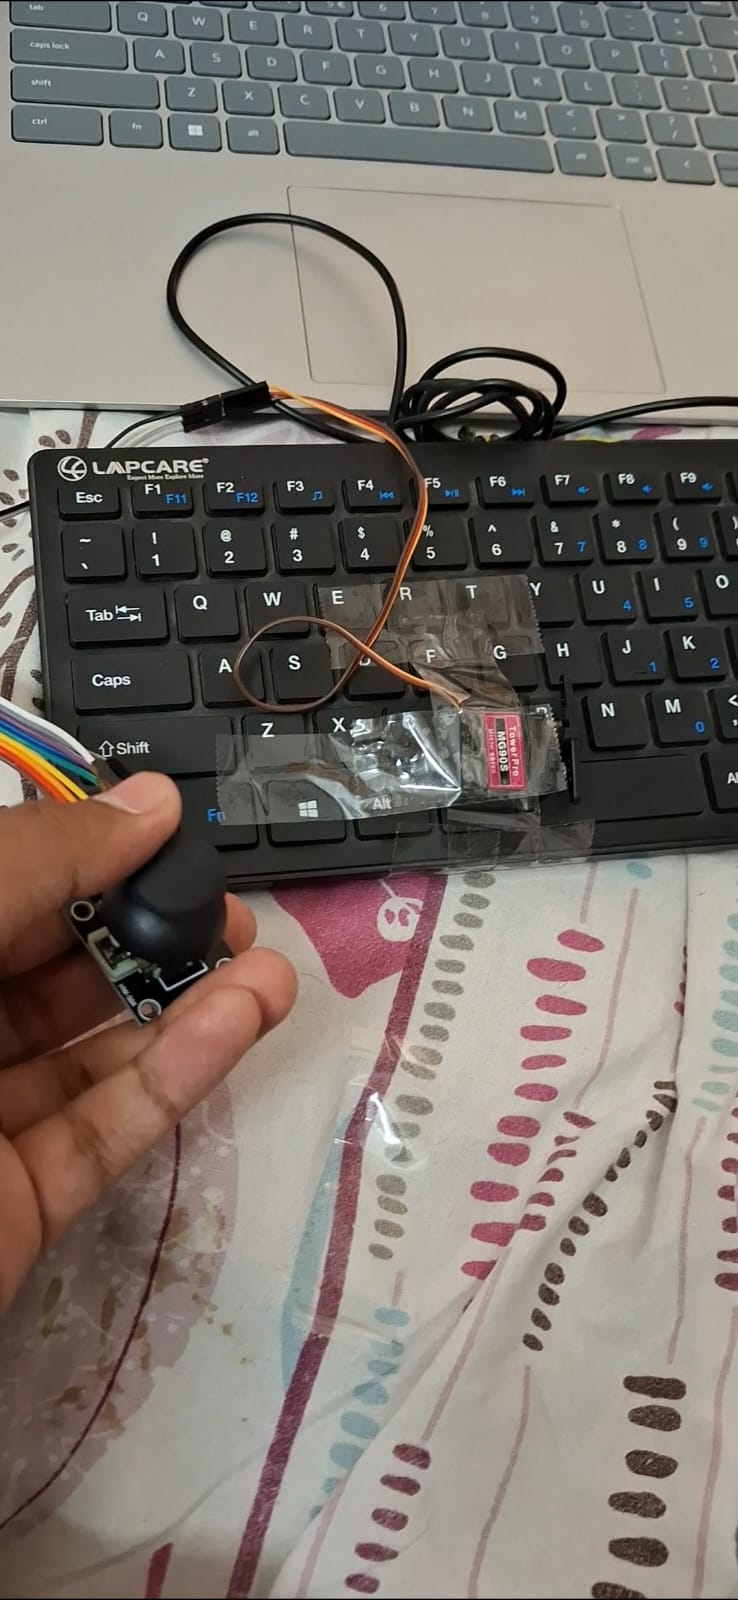 tab Q W E R T Y U I O P
caps lock A S D F G H J K L
shift Z X C V B N M
ctrl fn alt
LAPCARE®
Expect More Explore More
Esc F1 F11 F2 F12 F3 F4 F5 F6 F7 F8 F9
~ ! @ # $ % ^ & * (
` 1 2 3 4 5 6 7 7 8 8 9 9
Tab Q W E R T Y U 4 I 5 O
Caps A S D F G H J 1 K 2
Shift Z X N M 0 <
Fn Alt
TowerPro
MG90S
Micro Servo